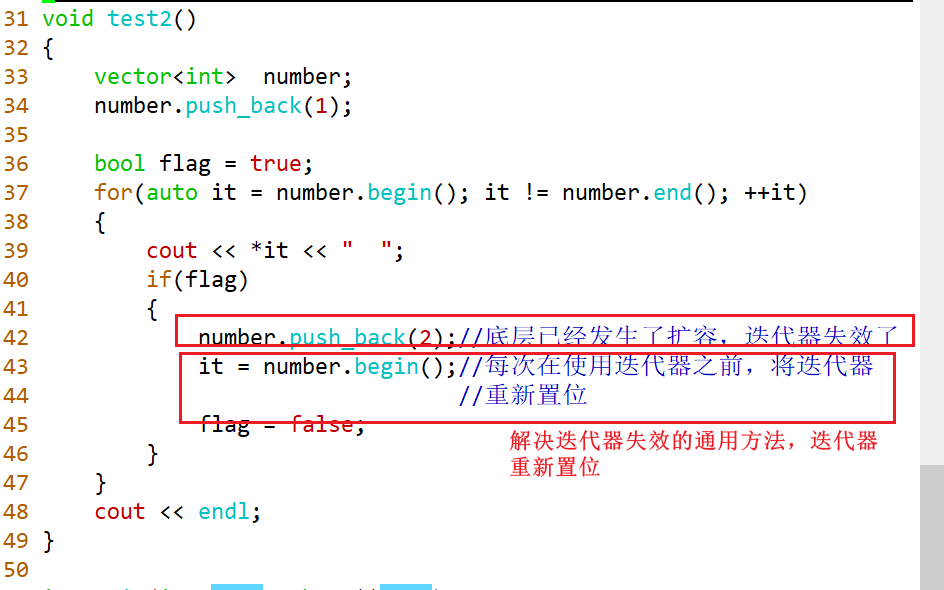 31 void test2()
32 {
33     vector<int>  number;
34     number.push_back(1);
35
36     bool flag = true;
37     for(auto it = number.begin(); it != number.end(); ++it)
38     {
39         cout << *it << "  ";
40         if(flag)
41         {
42             number.push_back(2);//底层已经发生了扩容，迭代器失效了
43             it = number.begin();//每次在使用迭代器之前，将迭代器
44                                 //重新置位
45             flag = false;
解决迭代器失效的通用方法，迭代器
重新置位
46         }
47     }
48     cout << endl;
49 }
50